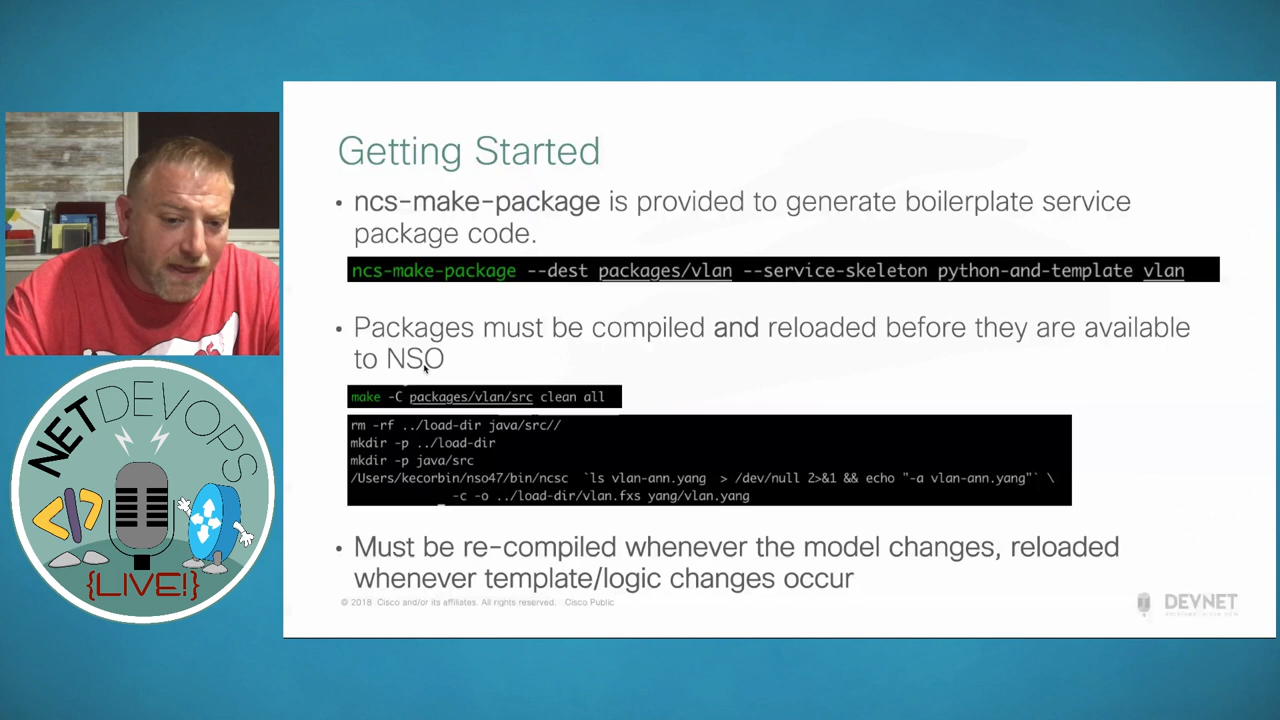 Getting Started
• ncs-make-package is provided to generate boilerplate service
package code.
ncs-make-package --dest packages/vlan --service-skeleton python-and-template vlan
• Packages must be compiled and reloaded before they are available
to NSO
make -C packages/vlan/src clean all
rm -rf ../load-dir java/src//
mkdir -p ../load-dir
mkdir -p java/src
/Users/kecorbin/nso47/bin/ncsc `ls vlan-ann.yang > /dev/null 2>&1 && echo "-a vlan-ann.yang"` \
-c -o ../load-dir/vlan.fxs yang/vlan.yang
• Must be re-compiled whenever the model changes, reloaded
whenever template/logic changes occur
© 2018 Cisco and/or its affiliates. All rights reserved. Cisco Public
DEVNET
NETDEVOPS
{LIVE!}